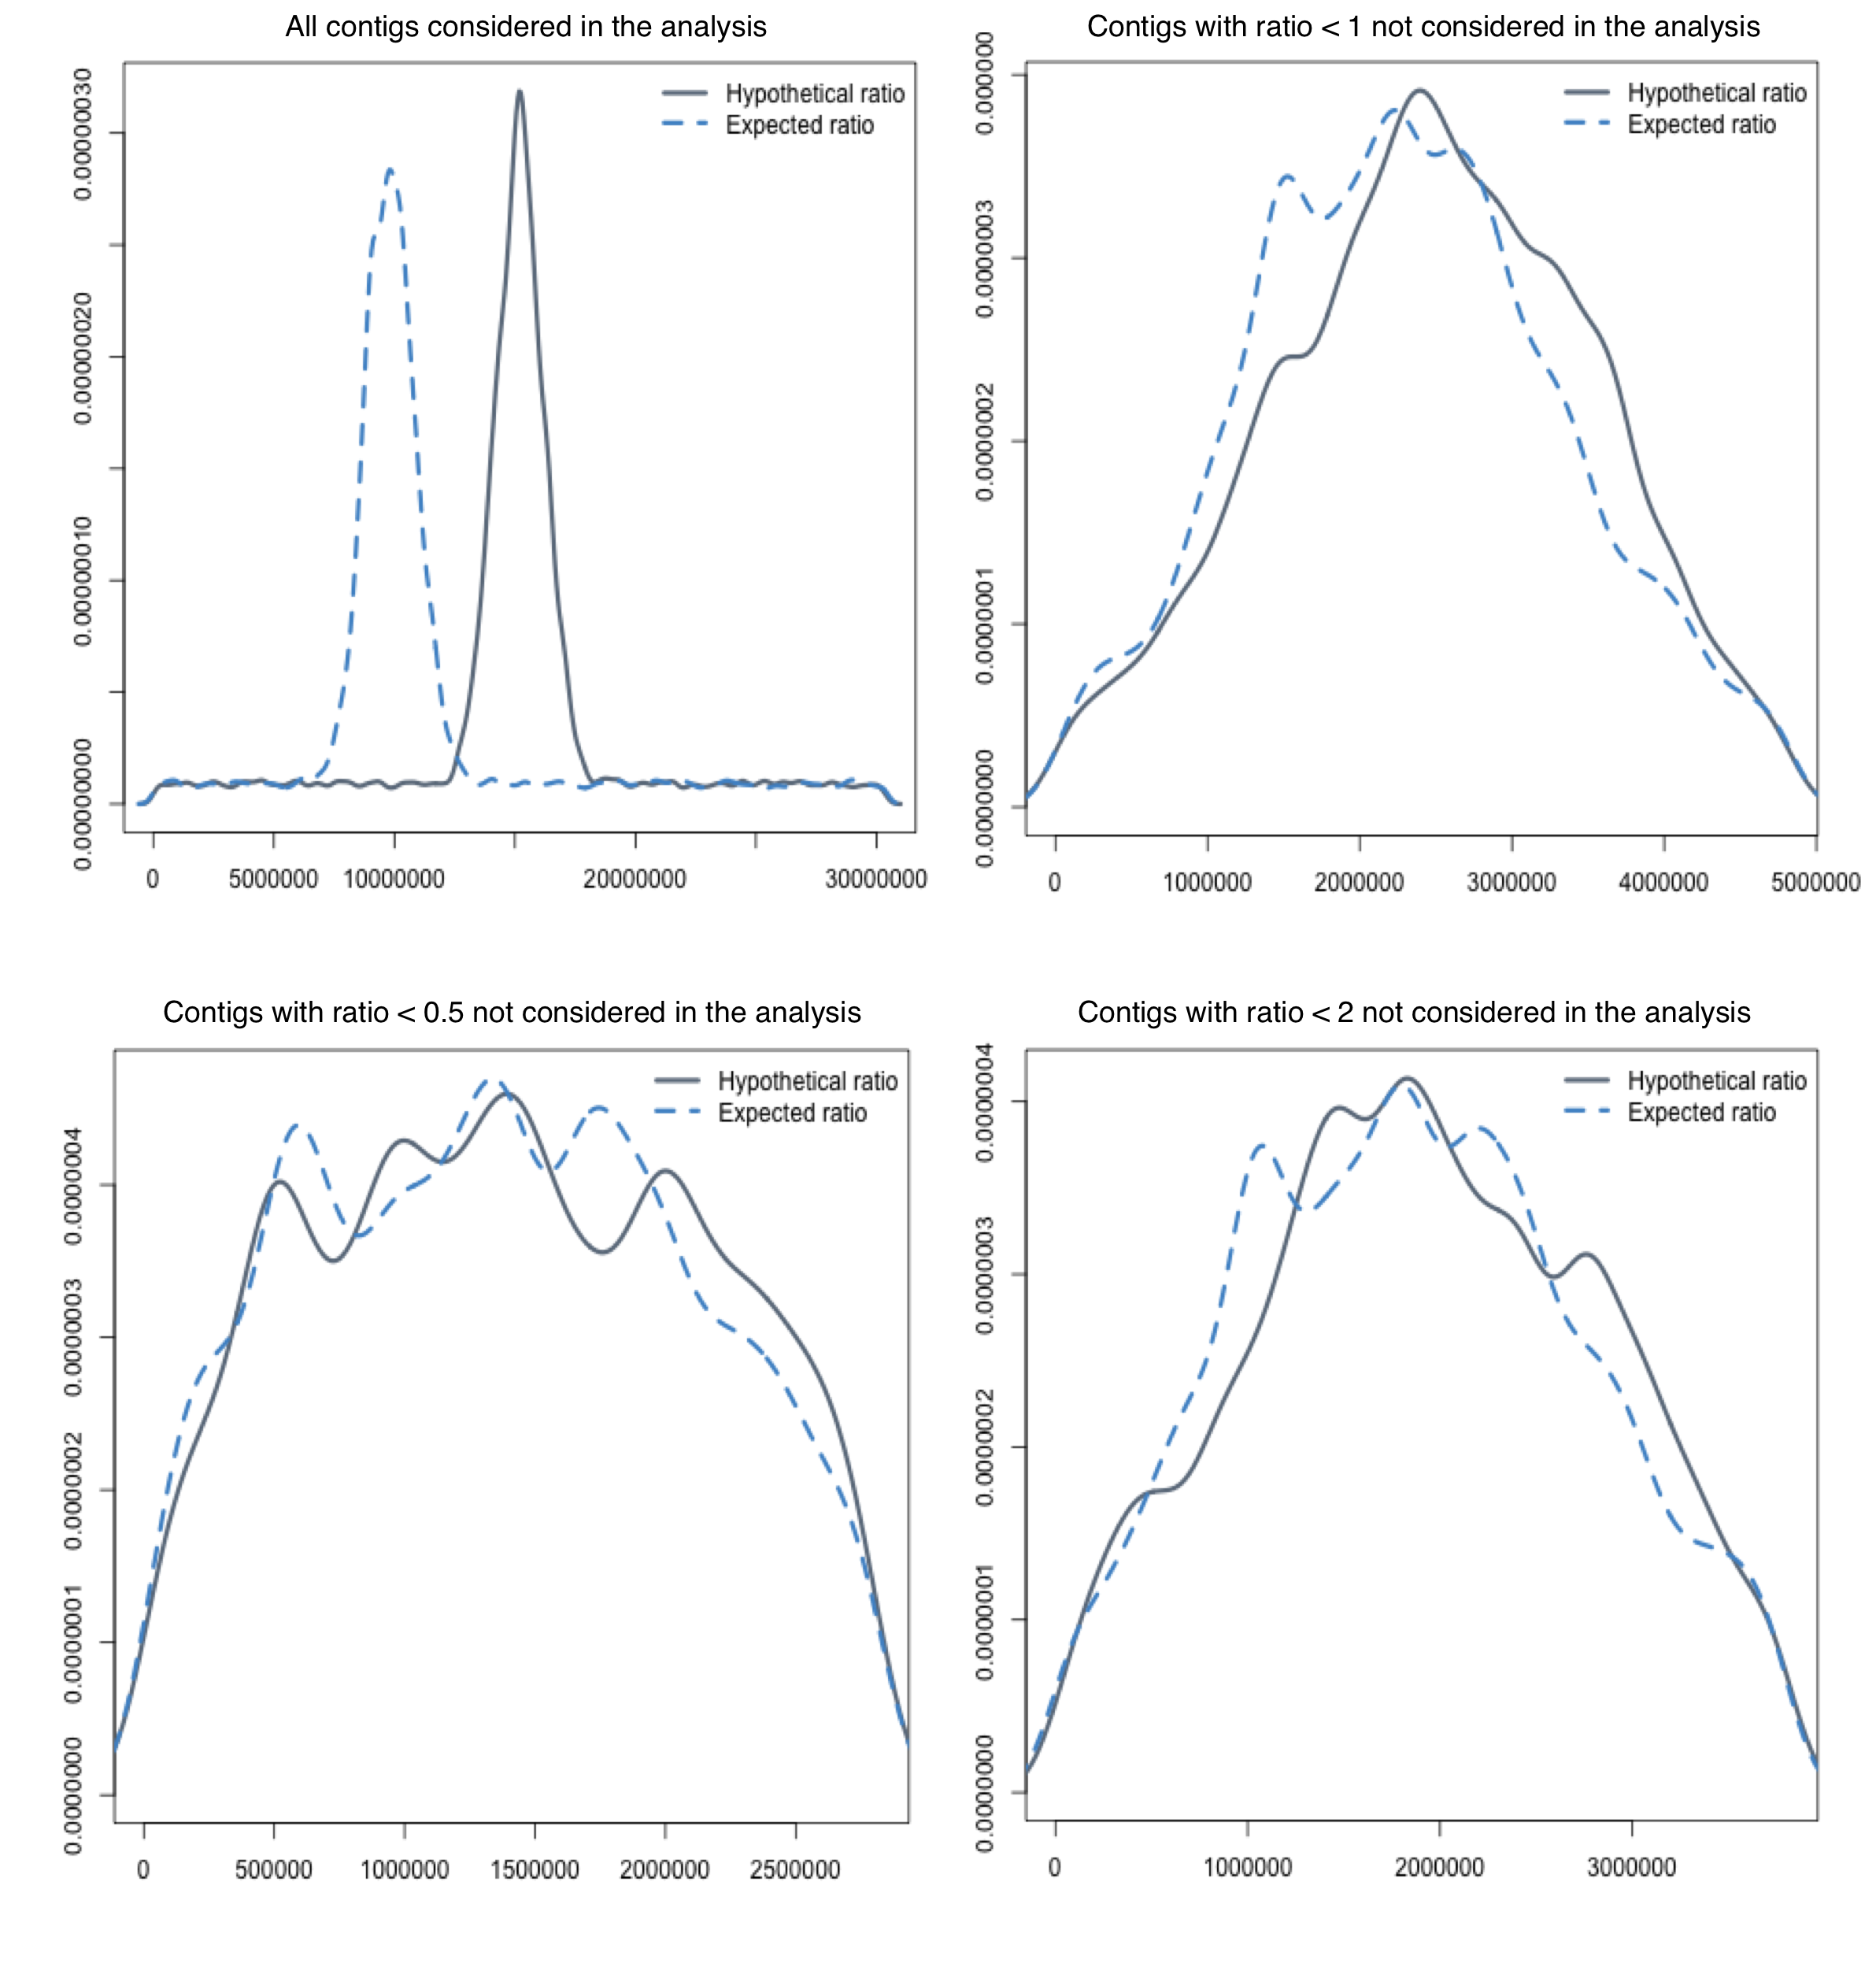 All contigs considered in the analysis
Hypothetical ratio
Expected ratio
0.00000030
0.00000020
0.00000010
0.00000000
0 5000000 10000000 20000000 30000000
Contigs with ratio < 1 not considered in the analysis
Hypothetical ratio
Expected ratio
0.000000
0.0000003
0.0000002
0.0000001
0.0000000
0 1000000 2000000 3000000 4000000 5000000
Contigs with ratio < 0.5 not considered in the analysis
Hypothetical ratio
Expected ratio
0.0000004
0.0000003
0.0000002
0.0000001
0.0000000
0 500000 1000000 1500000 2000000 2500000
Contigs with ratio < 2 not considered in the analysis
Hypothetical ratio
Expected ratio
0.0000004
0.0000003
0.0000002
0.0000001
0.0000000
0 1000000 2000000 3000000